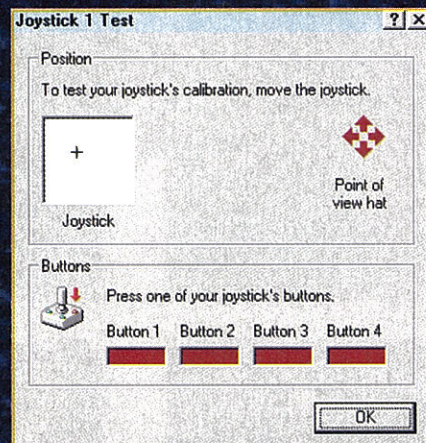 Joystick 1 Test
Position
To test your joystick's calibration, move the joystick.
Joystick
Point of
view hat
Buttons
Press one of your joystick's buttons.
Button 1 Button 2 Button 3 Button 4
OK